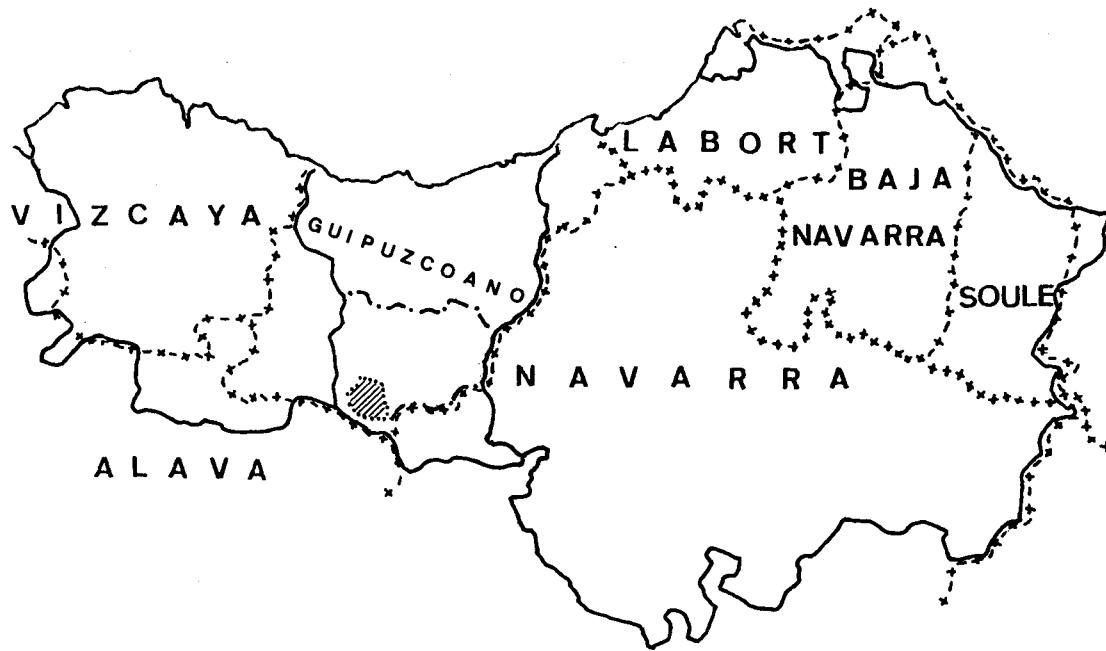 LABORT
BAJA
NAVARRA
VIZCAYA
GUIPUZCOANO
SOULE
NAVARRA
ALAVA